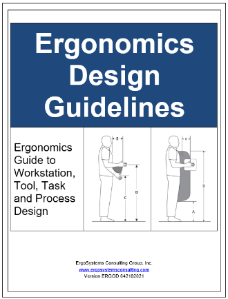 Ergonomics
Design
Guidelines
Ergonomics
Guide to
Workstation,
Tool, Task
and Process
Design
ErgoSystems Consulting Group, Inc.
www.ergosystemsconsulting.com